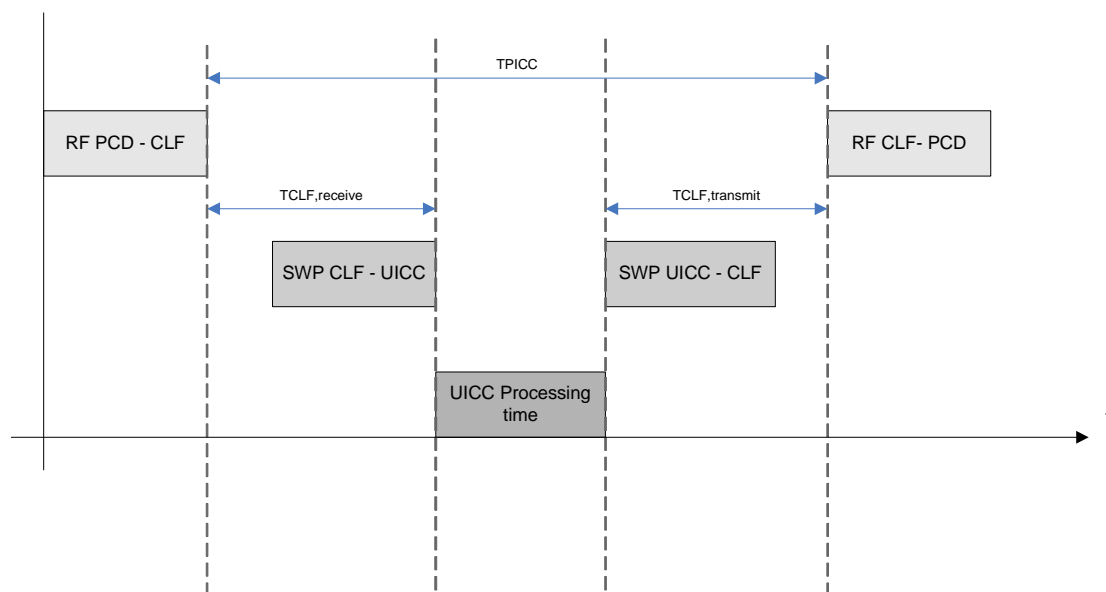 TPICC
RF PCD - CLF
RF CLF- PCD
TCLF,receive
TCLF,transmit
SWP CLF - UICC
SWP UICC - CLF
UICC Processing
time